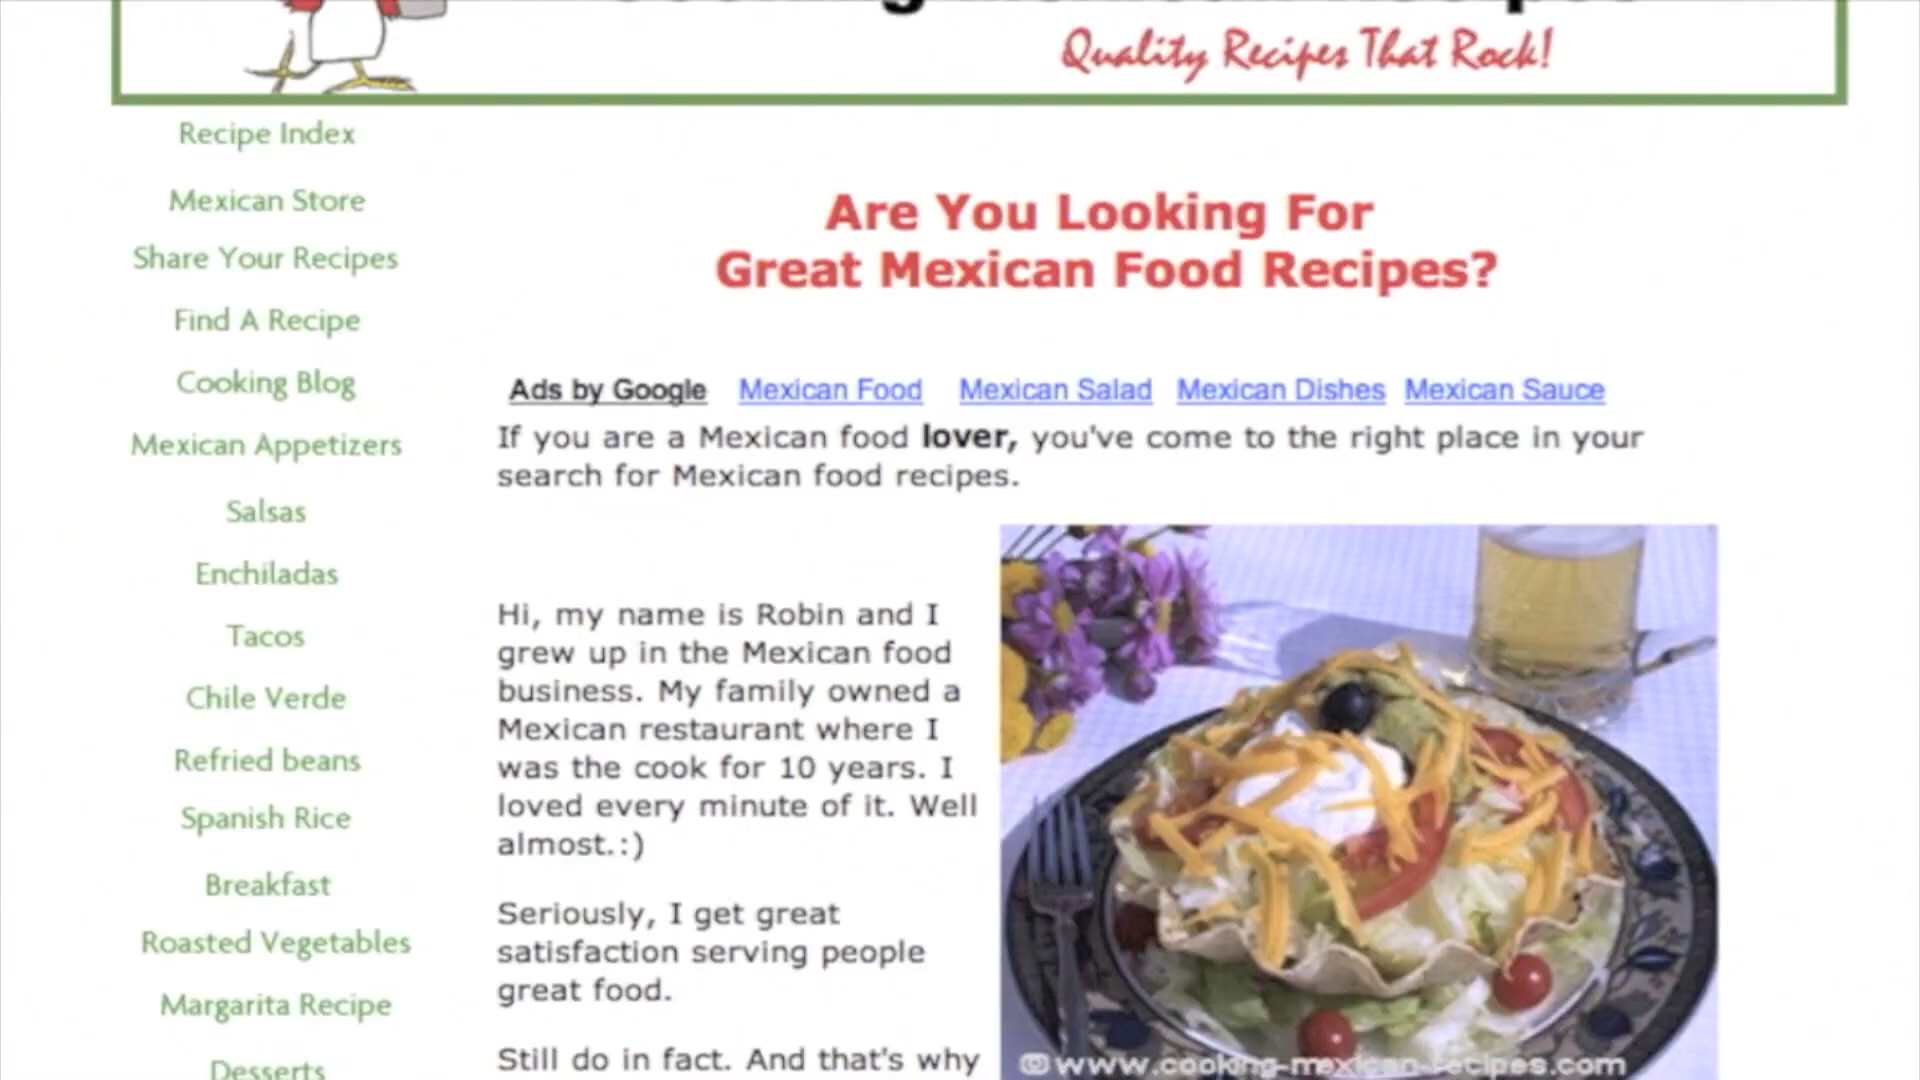 Quality Recipes That Rock!
Recipe Index
Mexican Store
Share Your Recipes
Find A Recipe
Cooking Blog
Mexican Appetizers
Salsas
Enchiladas
Tacos
Chile Verde
Refried beans
Spanish Rice
Breakfast
Roasted Vegetables
Margarita Recipe
Desserts
Are You Looking For
Great Mexican Food Recipes?
Ads by Google Mexican Food Mexican Salad Mexican Dishes Mexican Sauce
If you are a Mexican food lover, you've come to the right place in your
search for Mexican food recipes.
Hi, my name is Robin and I
grew up in the Mexican food
business. My family owned a
Mexican restaurant where I
was the cook for 10 years. I
loved every minute of it. Well
almost.:)
Seriously, I get great
satisfaction serving people
great food.
Still do in fact. And that's why
©www.cooking-mexican-recipes.com